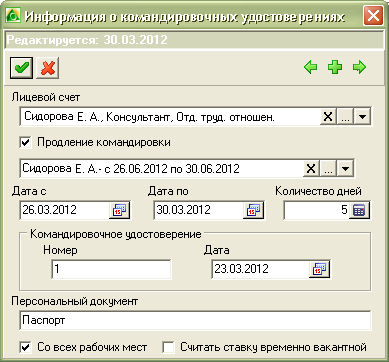 Информация о командировочных удостоверениях
Редактируется: 30.03.2012
Лицевой счет
Сидорова Е. А., Консультант, Отд. труд. отношен.
Продление командировки
Сидорова Е. А.- с 26.06.2012 по 30.06.2012
Дата с Дата по Количество дней
26.03.2012 30.03.2012 5
Командировочное удостоверение
Номер Дата
1 23.03.2012
Персональный документ
Паспорт
Со всех рабочих мест Считать ставку временно вакантной